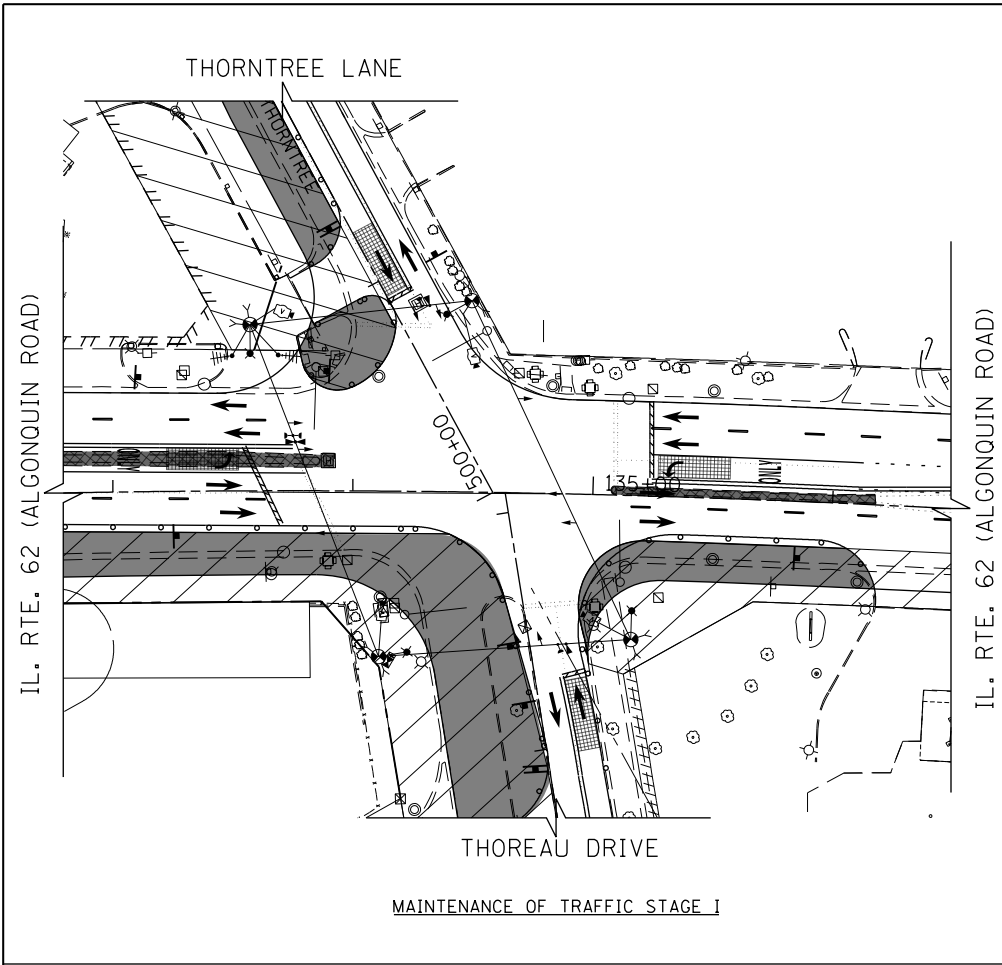 THORNTREE LANE
THORNTREE
IL. RTE. 62 (ALGONQUIN ROAD)
500+00
IL. RTE. 62 (ALGONQUIN ROAD)
ONLY
135+00
THOREAU DRIVE
MAINTENANCE OF TRAFFIC STAGE I